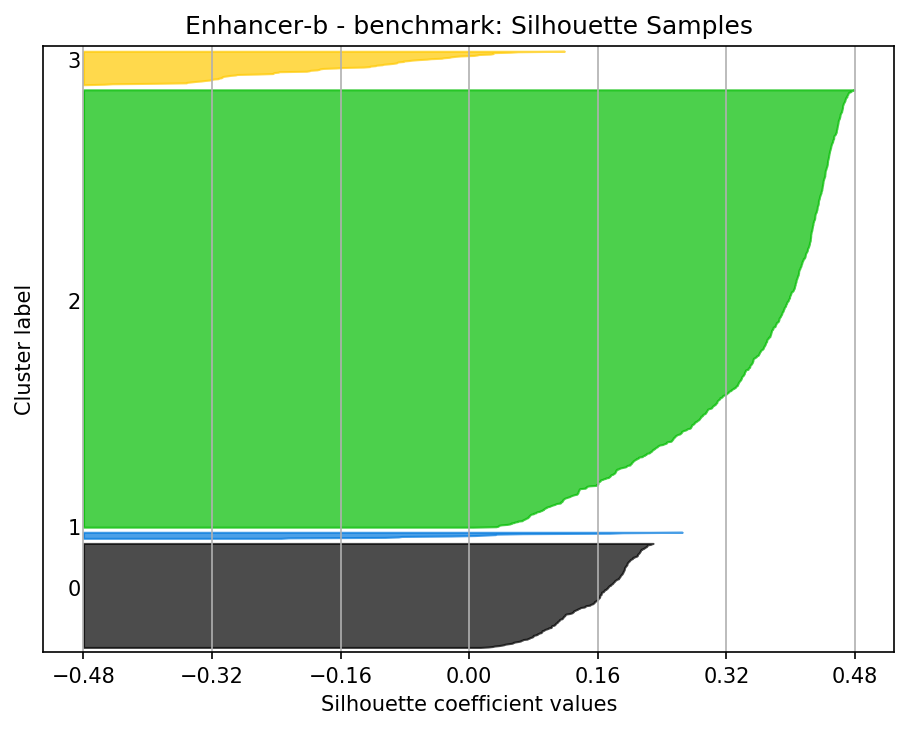 Enhancer-b - benchmark: Silhouette Samples
3
2
1
0
Cluster label
−0.48 −0.32 −0.16 0.00 0.16 0.32 0.48
Silhouette coefficient values